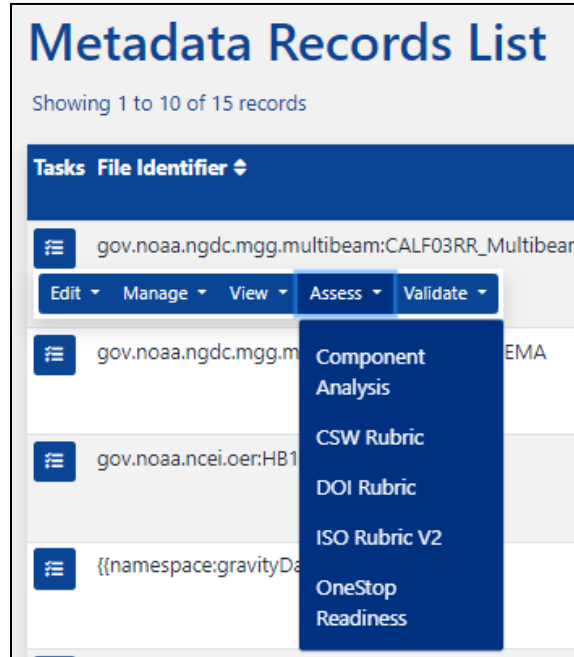 Metadata Records List
Showing 1 to 10 of 15 records
Tasks File Identifier
gov.noaa.ngdc.mgg.multibeam:CALF03RR_Multibeam
Edit Manage View Assess Validate
gov.noaa.ngdc.mgg.m EMA
Component
Analysis
gov.noaa.ncei.oer:HB1
CSW Rubric
DOI Rubric
ISO Rubric V2
{{namespace:gravityDa
OneStop
Readiness